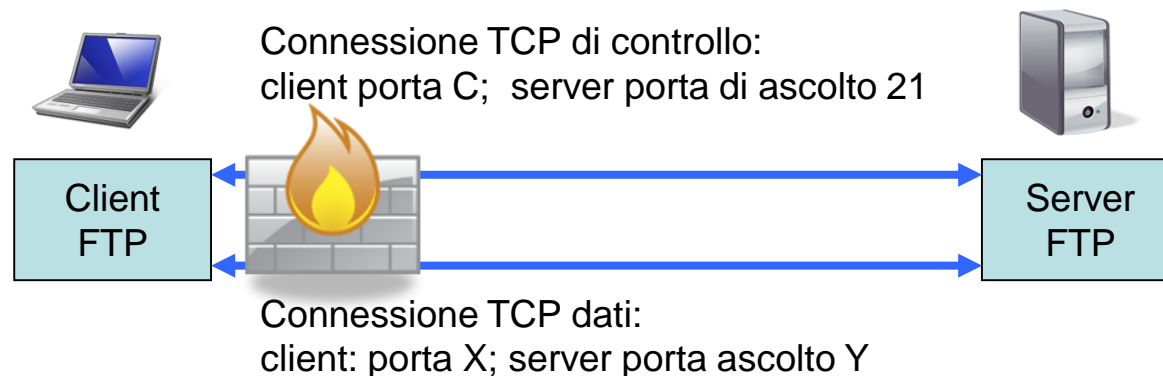 Connessione TCP di controllo:
client porta C; server porta di ascolto 21
Client
FTP
Server
FTP
Connessione TCP dati:
client: porta X; server porta ascolto Y